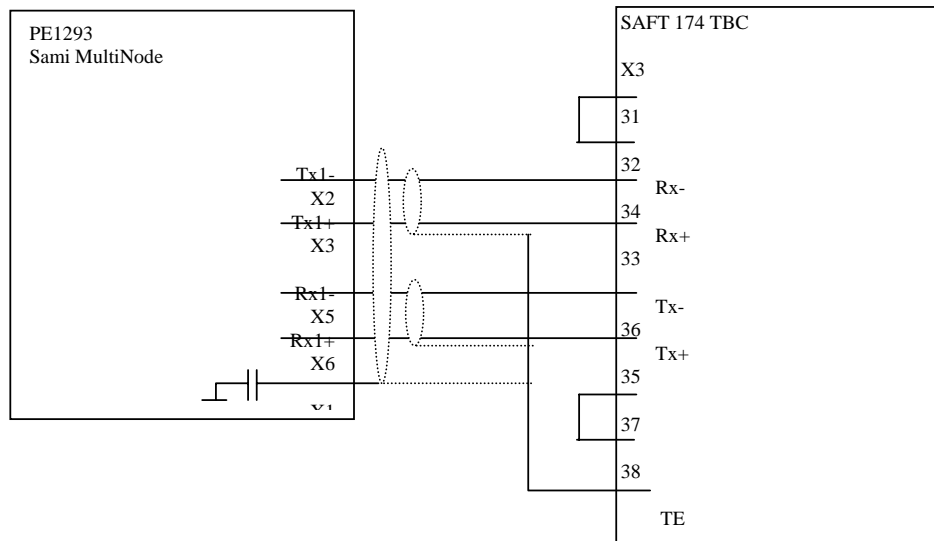 PE1293
Sami MultiNode
Tx1-
X2
Tx1+
X3
Rx1-
X5
Rx1+
X6
X1
SAFT 174 TBC
X3
31
32
Rx-
34
Rx+
33
Tx-
36
Tx+
35
37
38
TE